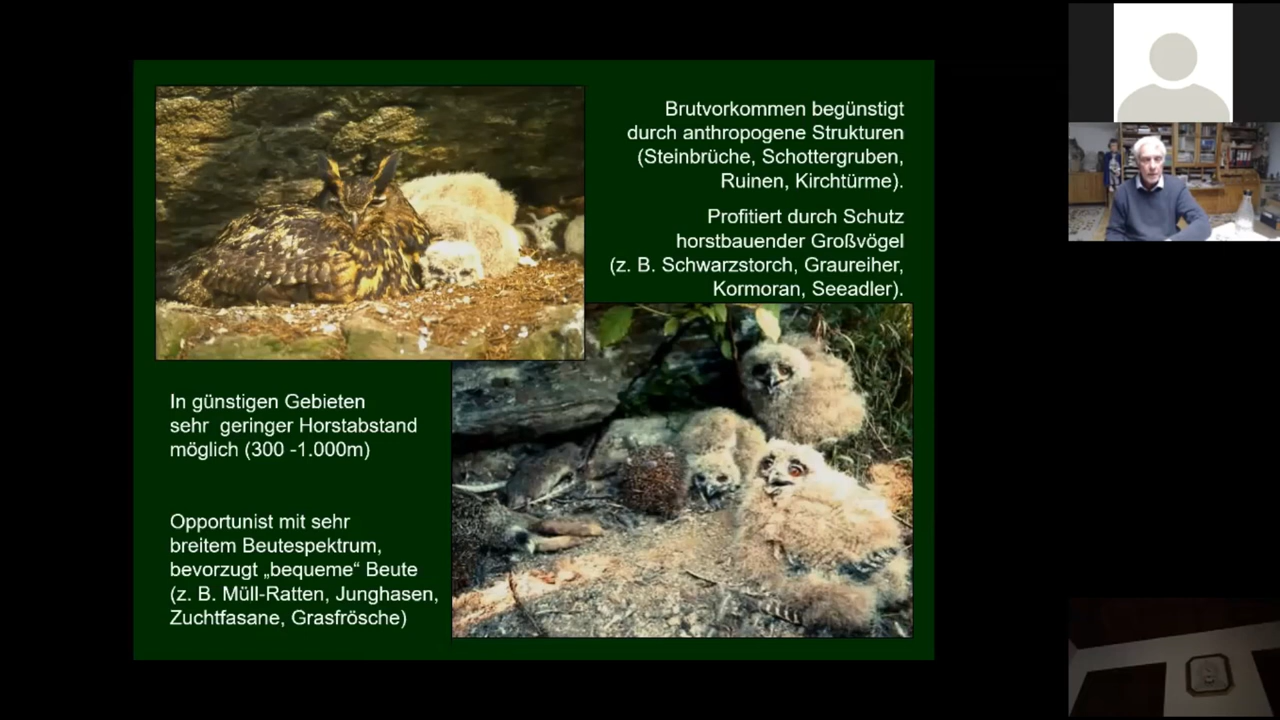 Brutvorkommen begünstigt
durch anthropogene Strukturen
(Steinbrüche, Schottergruben,
Ruinen, Kirchtürme).
Profitiert durch Schutz
horstbauender Großvögel
(z. B. Schwarzstorch, Graureiher,
Kormoran, Seeadler).
In günstigen Gebieten
sehr  geringer Horstabstand
möglich (300 -1.000m)
Opportunist mit sehr
breitem Beutespektrum,
bevorzugt „bequeme“ Beute
(z. B. Müll-Ratten, Junghasen,
Zuchtfasane, Grasfrösche)